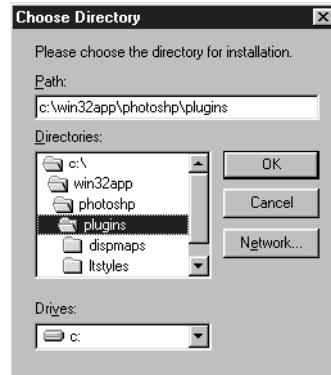 Choose Directory
Please choose the directory for installation.
Path:
c:\win32app\photoshp\plugins
Directories:
c:\
win32app
photoshp
plugins
dispmaps
ltstyles
OK
Cancel
Network...
Drives:
c: